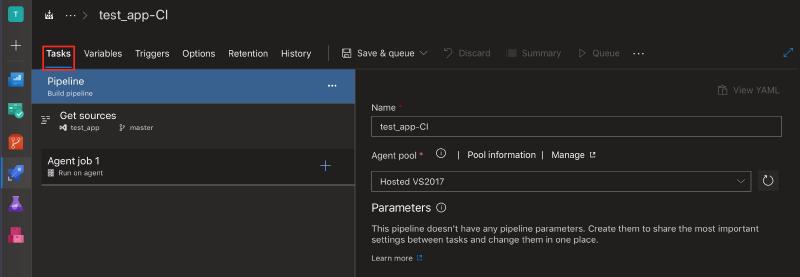 T
test_app-CI
Tasks Variables Triggers Options Retention History Save & queue Discard Summary Queue
Pipeline
Build pipeline
View YAML
Get sources
test_app master
Name *
test_app-CI
Agent job 1
Run on agent
Agent pool * Pool information Manage
Hosted VS2017
Parameters
This pipeline doesn't have any pipeline parameters. Create them to share the most important
settings between tasks and change them in one place.
Learn more